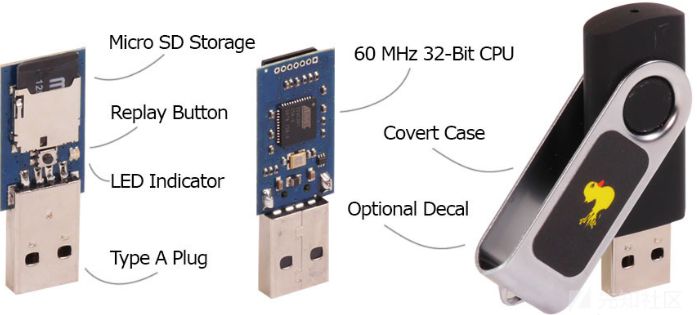 Micro SD Storage
Replay Button
LED Indicator
Type A Plug
60 MHz 32-Bit CPU
Covert Case
Optional Decal
先知社区